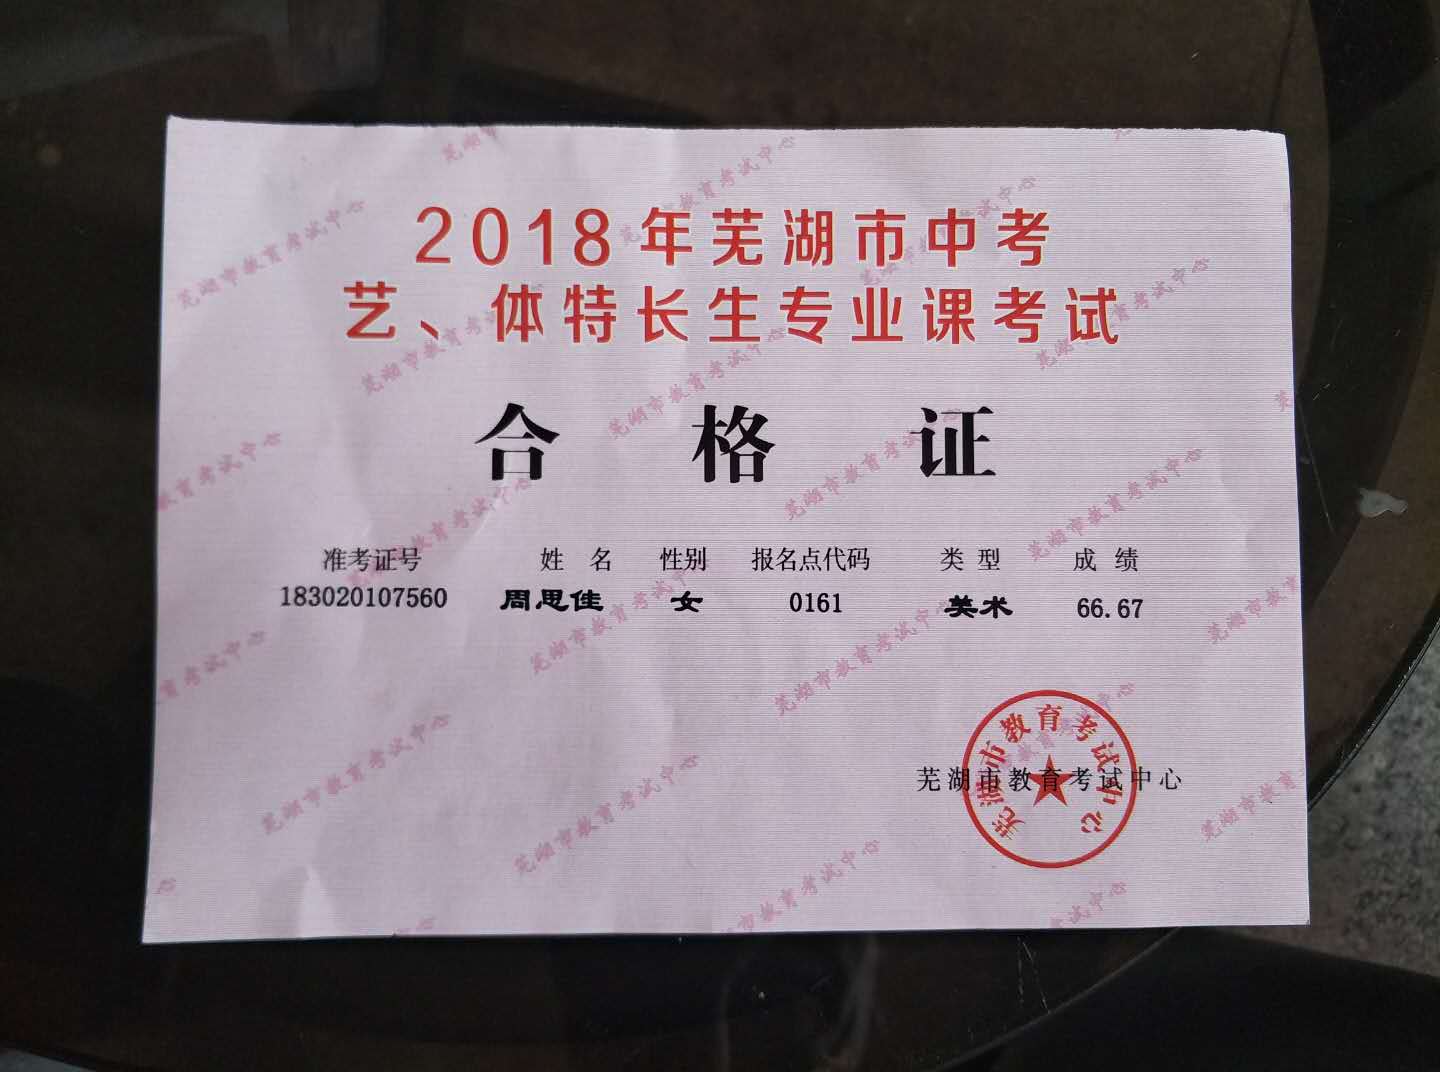 2018年芜湖市中考
艺、体特长生专业课考试
合格证
准考证号 姓名 性别 报名点代码 类型 成绩
183020107560 周思佳 女 0161 美术 66.67
芜湖市教育考试中心
芜湖市教育考试中心